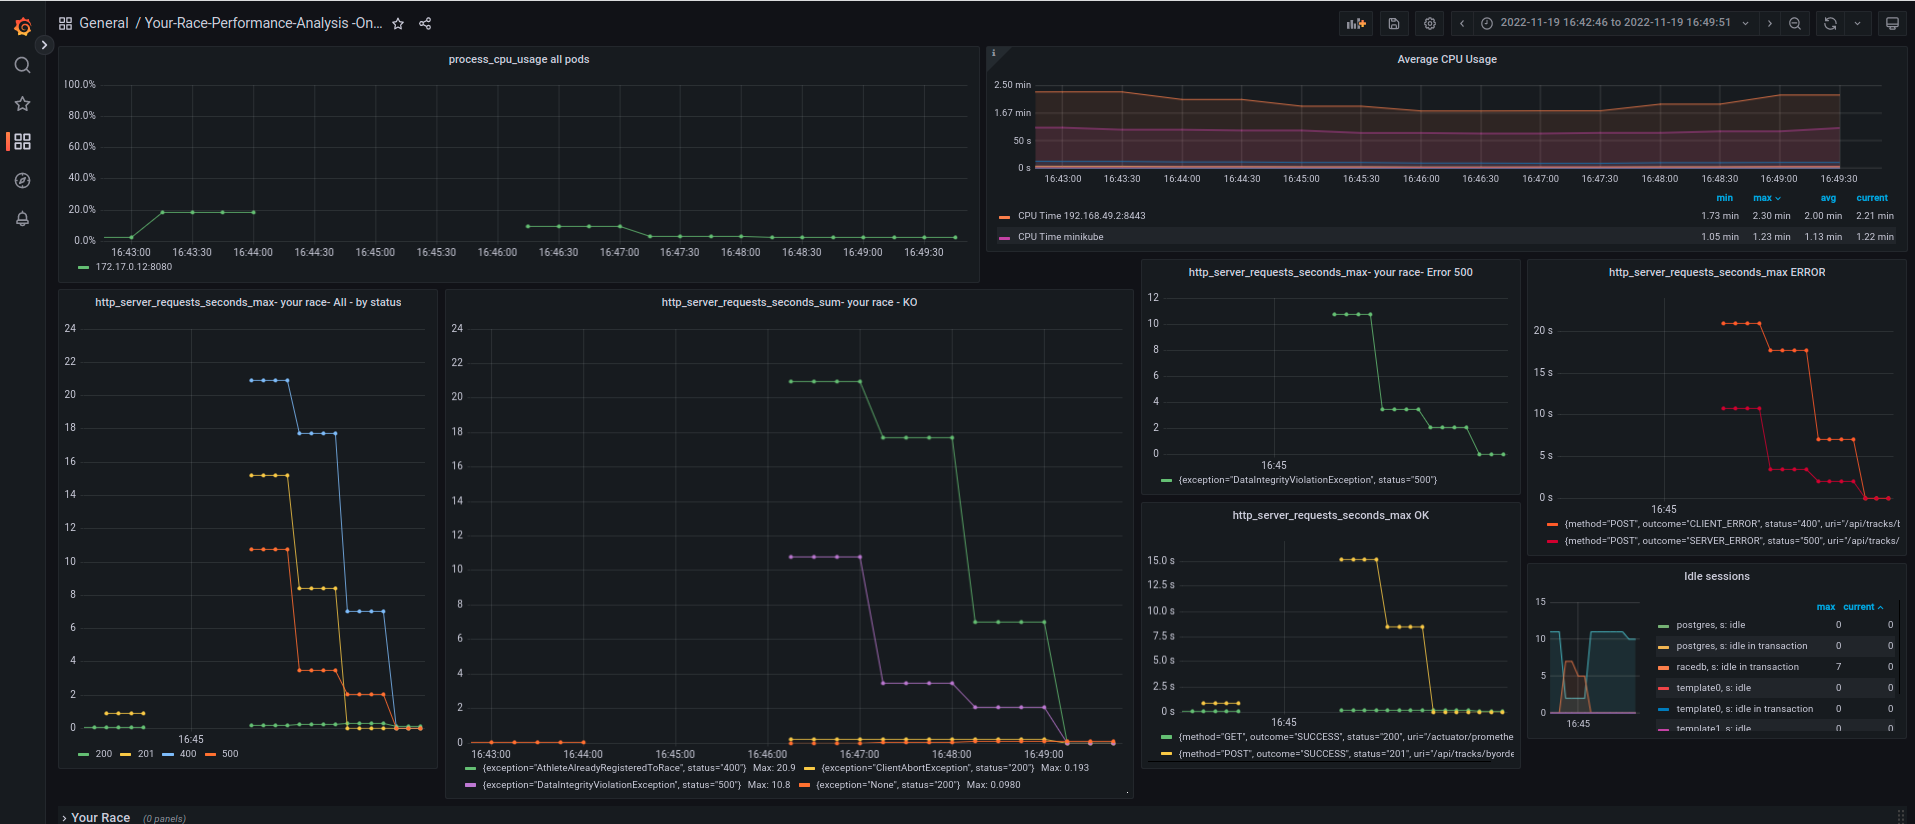 General / Your-Race-Performance-Analysis -On...
2022-11-19 16:42:46 to 2022-11-19 16:49:51
process_cpu_usage all pods
100.0%
80.0%
60.0%
40.0%
20.0%
0.0%
16:43:00 16:43:30 16:44:00 16:44:30 16:45:00 16:45:30 16:46:00 16:46:30 16:47:00 16:47:30 16:48:00 16:48:30 16:49:00 16:49:30
172.17.0.12:8080
Average CPU Usage
2.50 min
1.67 min
50 s
0 s
16:43:00 16:43:30 16:44:00 16:44:30 16:45:00 16:45:30 16:46:00 16:46:30 16:47:00 16:47:30 16:48:00 16:48:30 16:49:00 16:49:30
min max avg current
CPU Time 192.168.49.2:8443 1.73 min 2.30 min 2.00 min 2.21 min
CPU Time minikube 1.05 min 1.23 min 1.13 min 1.22 min
http_server_requests_seconds_max- your race- All - by status
24
22
20
18
16
14
12
10
8
6
4
2
0
16:45
200 201 400 500
http_server_requests_seconds_sum- your race - KO
24
22
20
18
16
14
12
10
8
6
4
2
0
16:43:00 16:44:00 16:45:00 16:46:00 16:47:00 16:48:00 16:49:00
{exception="AthleteAlreadyRegisteredToRace", status="400"} Max: 20.9 {exception="ClientAbortException", status="200"} Max: 0.193
{exception="DataIntegrityViolationException", status="500"} Max: 10.8 {exception="None", status="200"} Max: 0.0980
http_server_requests_seconds_max- your race- Error 500
12
10
8
6
4
2
0
16:45
{exception="DataIntegrityViolationException", status="500"}
http_server_requests_seconds_max OK
15.0 s
12.5 s
10.0 s
7.5 s
5.0 s
2.5 s
0 s
16:45
{method="GET", outcome="SUCCESS", status="200", uri="/actuator/promethe
{method="POST", outcome="SUCCESS", status="201", uri="/api/tracks/byorde
http_server_requests_seconds_max ERROR
20 s
15 s
10 s
5 s
0 s
16:45
{method="POST", outcome="CLIENT_ERROR", status="400", uri="/api/tracks/b
{method="POST", outcome="SERVER_ERROR", status="500", uri="/api/tracks/
Idle sessions
15
10
5
0
16:45
max current
postgres, s: idle 0 0
postgres, s: idle in transaction 0 0
racedb, s: idle in transaction 7 0
template0, s: idle 0 0
template0, s: idle in transaction 0 0
template1, s: idle 0 0
Your Race (0 panels)